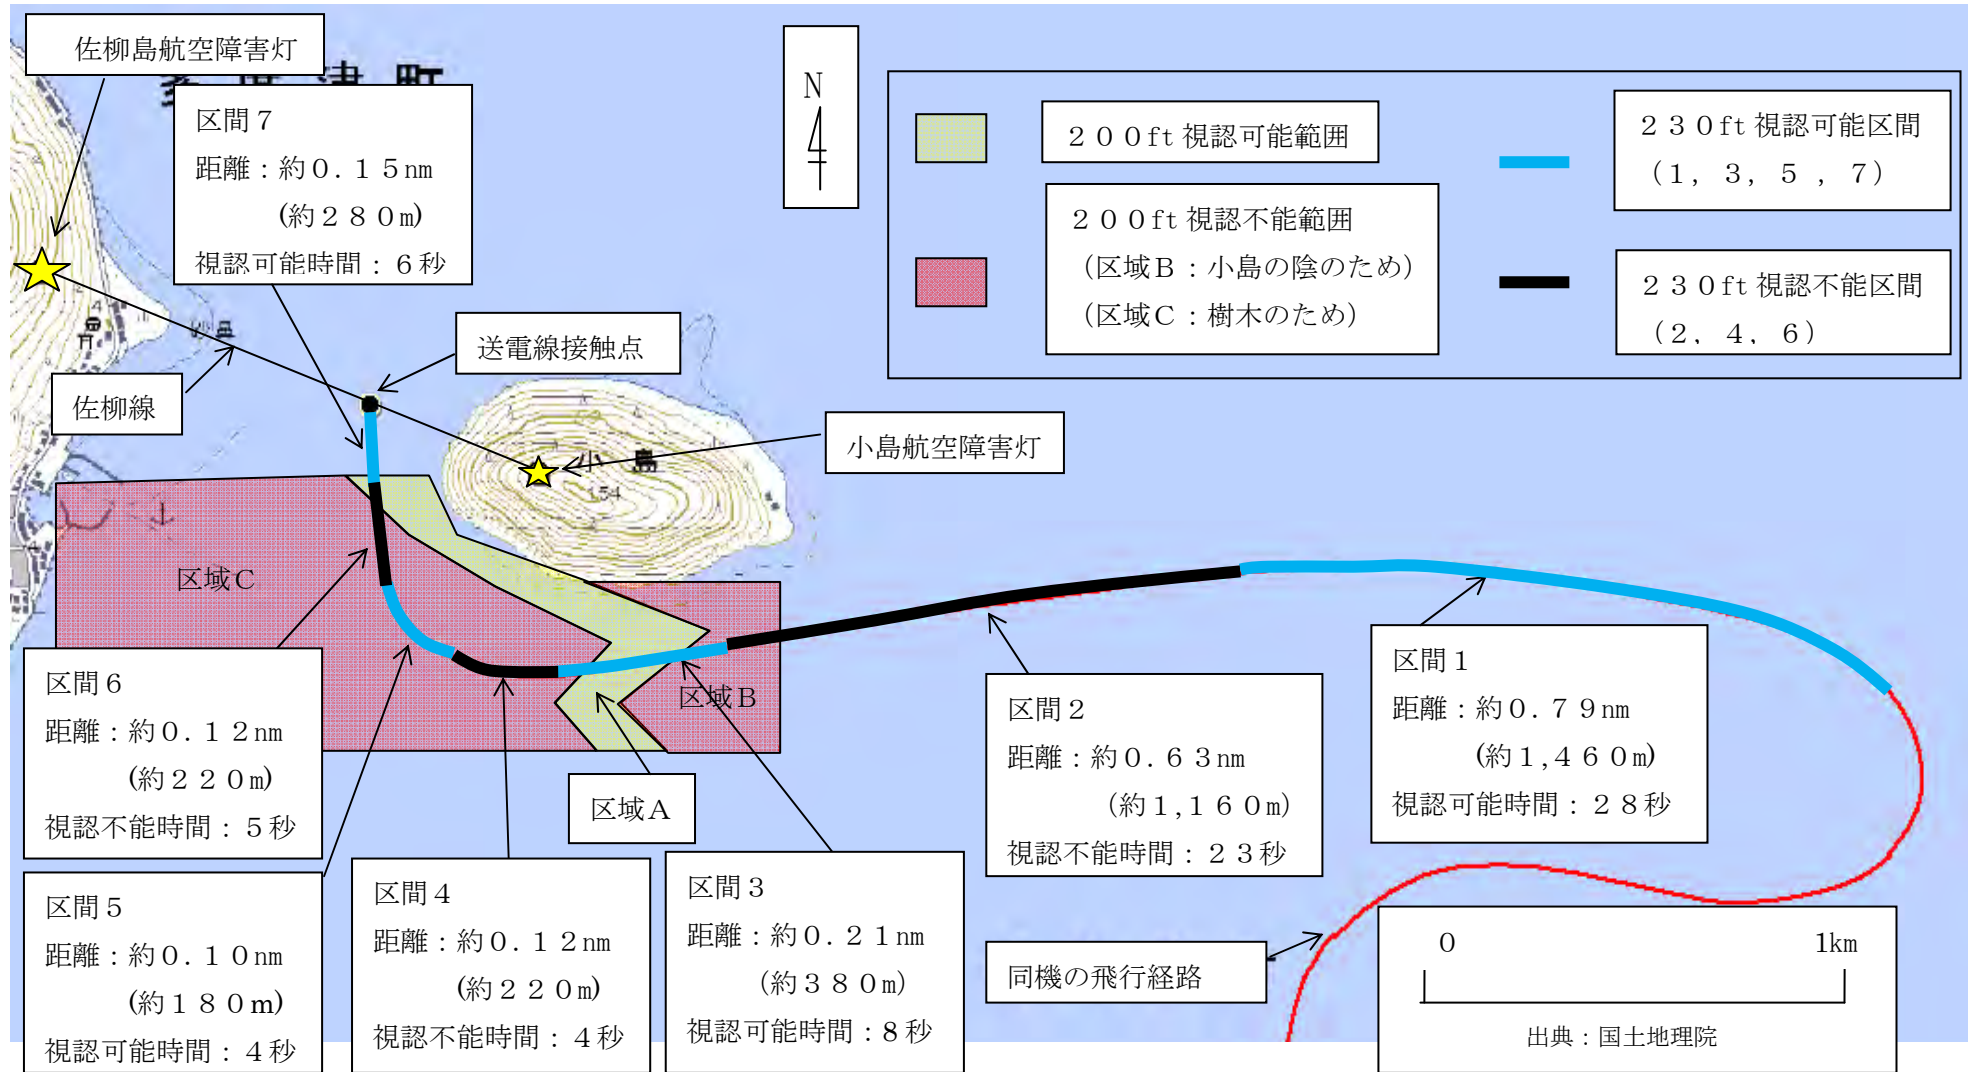 佐柳島航空障害灯
多度津町
区間７
距離：約０．１５nm
(約２８０m)
視認可能時間：６秒
N
２００ft 視認可能範囲
２００ft 視認不能範囲
（区域Ｂ：小島の陰のため）
（区域Ｃ：樹木のため）
２３０ft 視認可能区間
（1, 3, 5 , 7）
２３０ft 視認不能区間
（2, 4, 6）
送電線接触点
佐柳線
小島航空障害灯
小島
154
区域Ｃ
区域Ｂ
区域Ａ
区間６
距離：約０．１２nm
(約２２０m)
視認不能時間：５秒
区間５
距離：約０．１０nm
(約１８０m)
視認可能時間：４秒
区間４
距離：約０．１２nm
(約２２０m)
視認不能時間：４秒
区間３
距離：約０．２１nm
（約３８０m）
視認可能時間：8 秒
区間２
距離：約０．６３nm
（約１,１６０m）
視認不能時間：２３秒
区間１
距離：約０．７９nm
（約１,４６０m）
視認可能時間：２８秒
同機の飛行経路
0 1km
出典：国土地理院